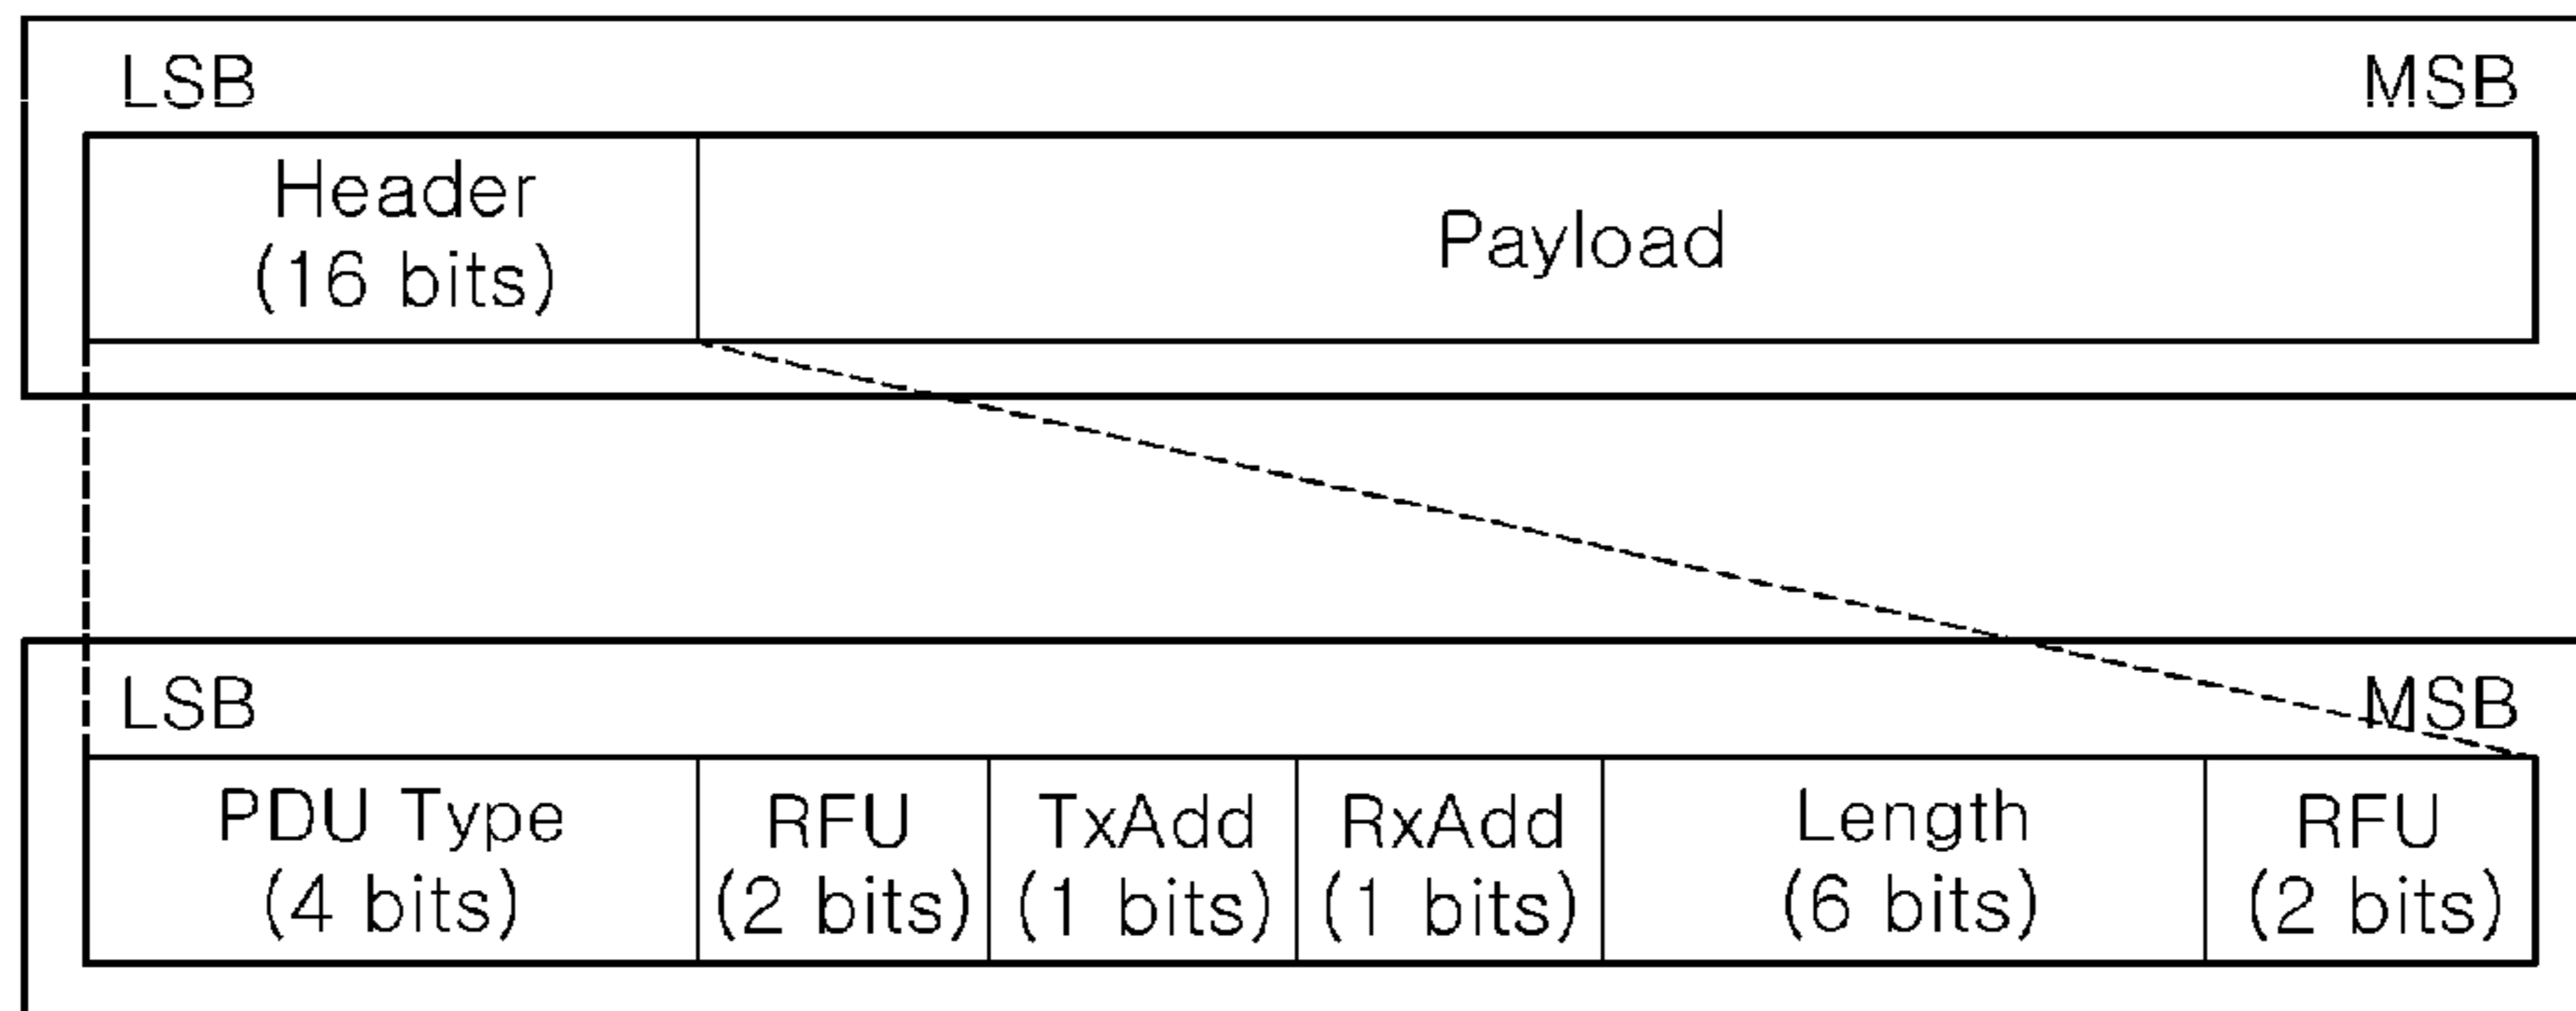 LSB MSB
Header Payload
(16 bits)
LSB MSB
PDU Type RFU TxAdd RxAdd Length RFU
(4 bits) (2 bits) (1 bits) (1 bits) (6 bits) (2 bits)